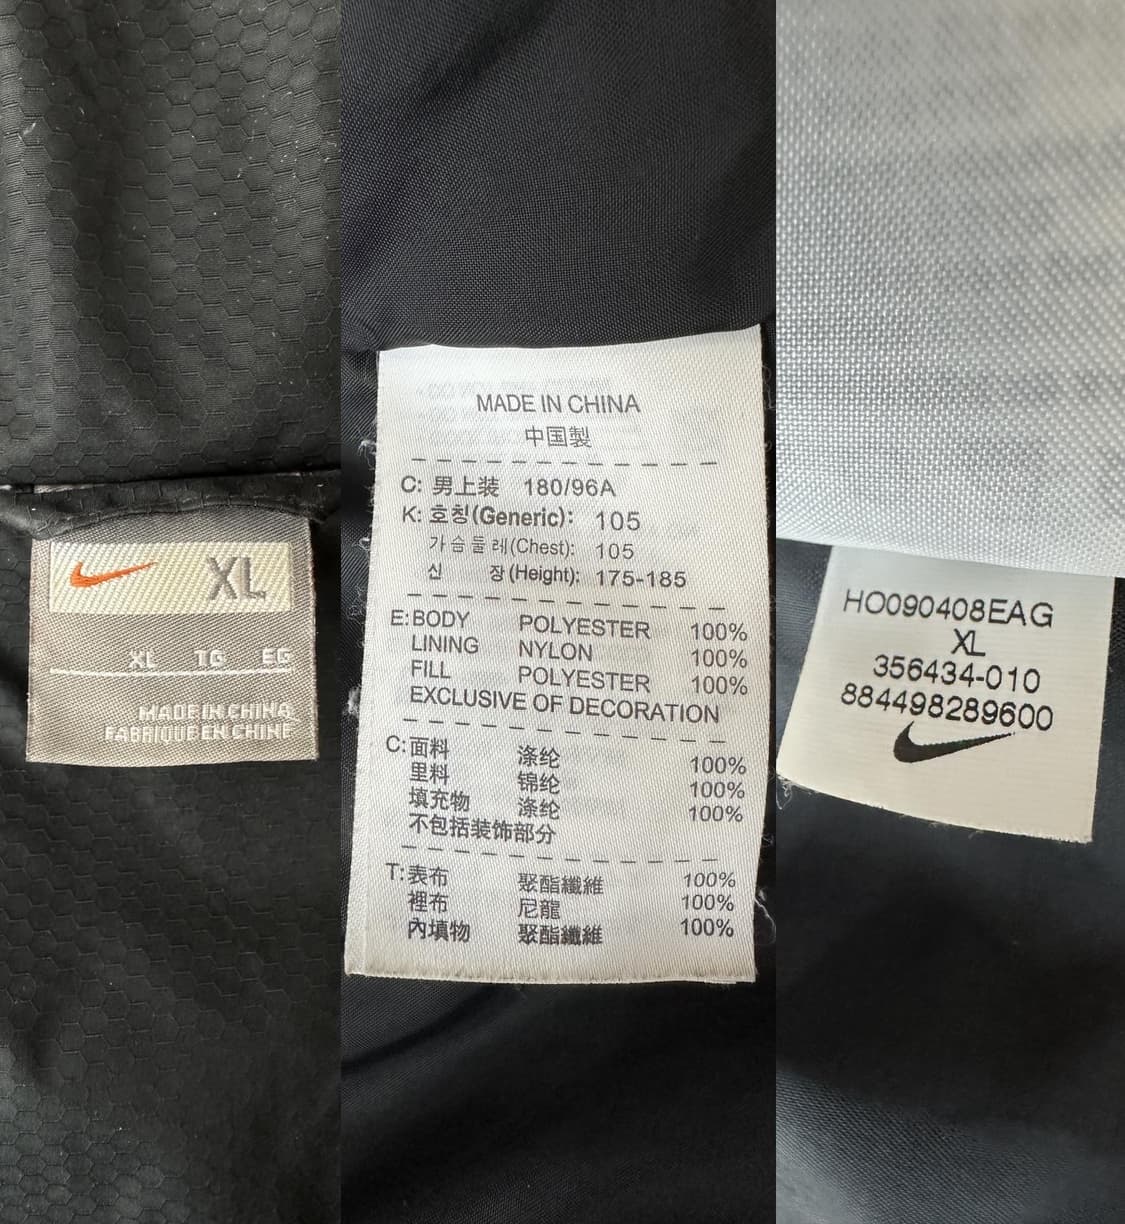 XL
XL TG EG
MADE IN CHINA
FABRIQUE EN CHINE
MADE IN CHINA
中国製
C: 男上装 180/96A
K: 호칭(Generic): 105
가슴둘레(Chest): 105
신 장(Height): 175-185
E: BODY POLYESTER 100%
LINING NYLON 100%
FILL POLYESTER 100%
EXCLUSIVE OF DECORATION
C: 面料 涤纶 100%
里料 锦纶 100%
填充物 涤纶 100%
不包括装饰部分
T: 表布 聚酯纖維 100%
裡布 尼龍 100%
內填物 聚酯纖維 100%
HO090408EAG
XL
356434-010
884498289600